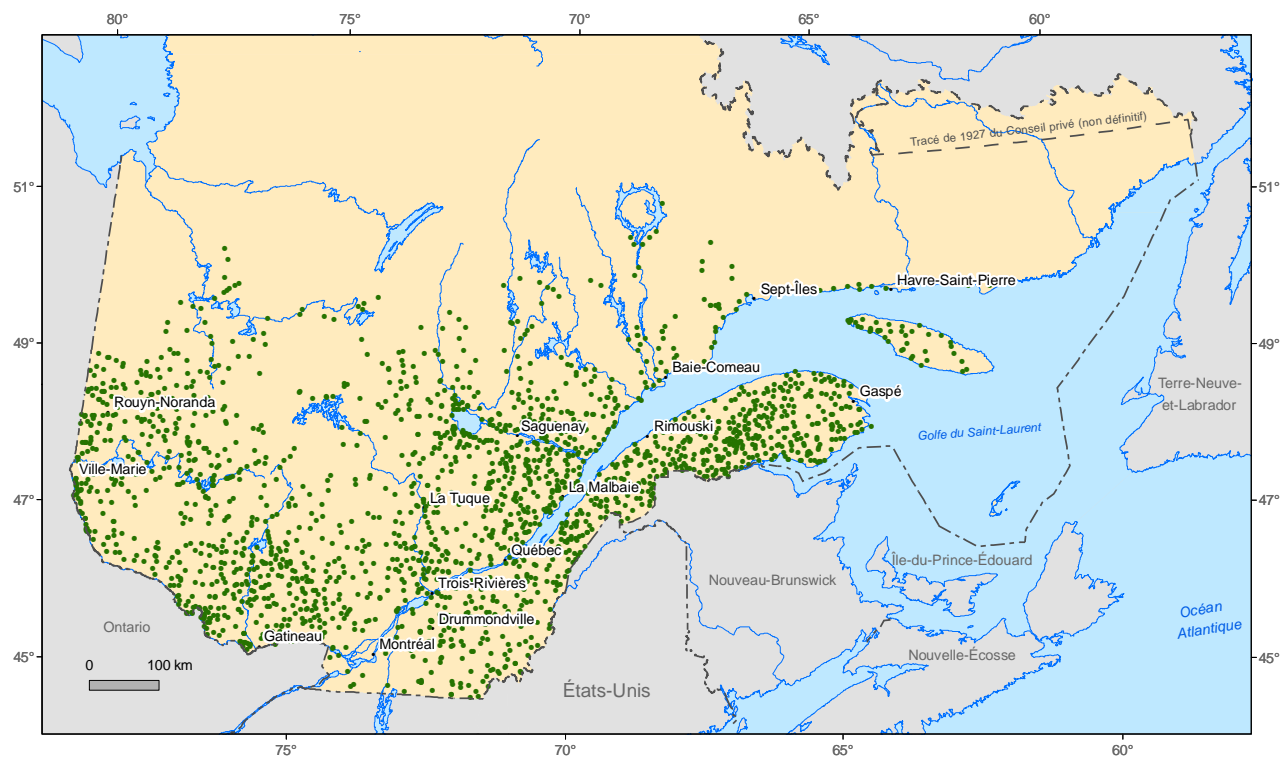 80° 75° 70° 65° 60°
Tracé de 1927 du Conseil privé (non définitif)
51° 51°
Sept-Îles
Havre-Saint-Pierre
49° 49°
Baie-Comeau
Terre-Neuve-
et-Labrador
Gaspé
Rouyn-Noranda
Saguenay
Rimouski
Golfe du Saint-Laurent
Ville-Marie
La Malbaie
La Tuque
47° 47°
Québec
Île-du-Prince-Édouard
Trois-Rivières
Nouveau-Brunswick
Océan
Atlantique
Drummondville
Ontario
Gatineau
Montréal
Nouvelle-Écosse
45° 45°
0 100 km
États-Unis
75° 70° 65° 60°